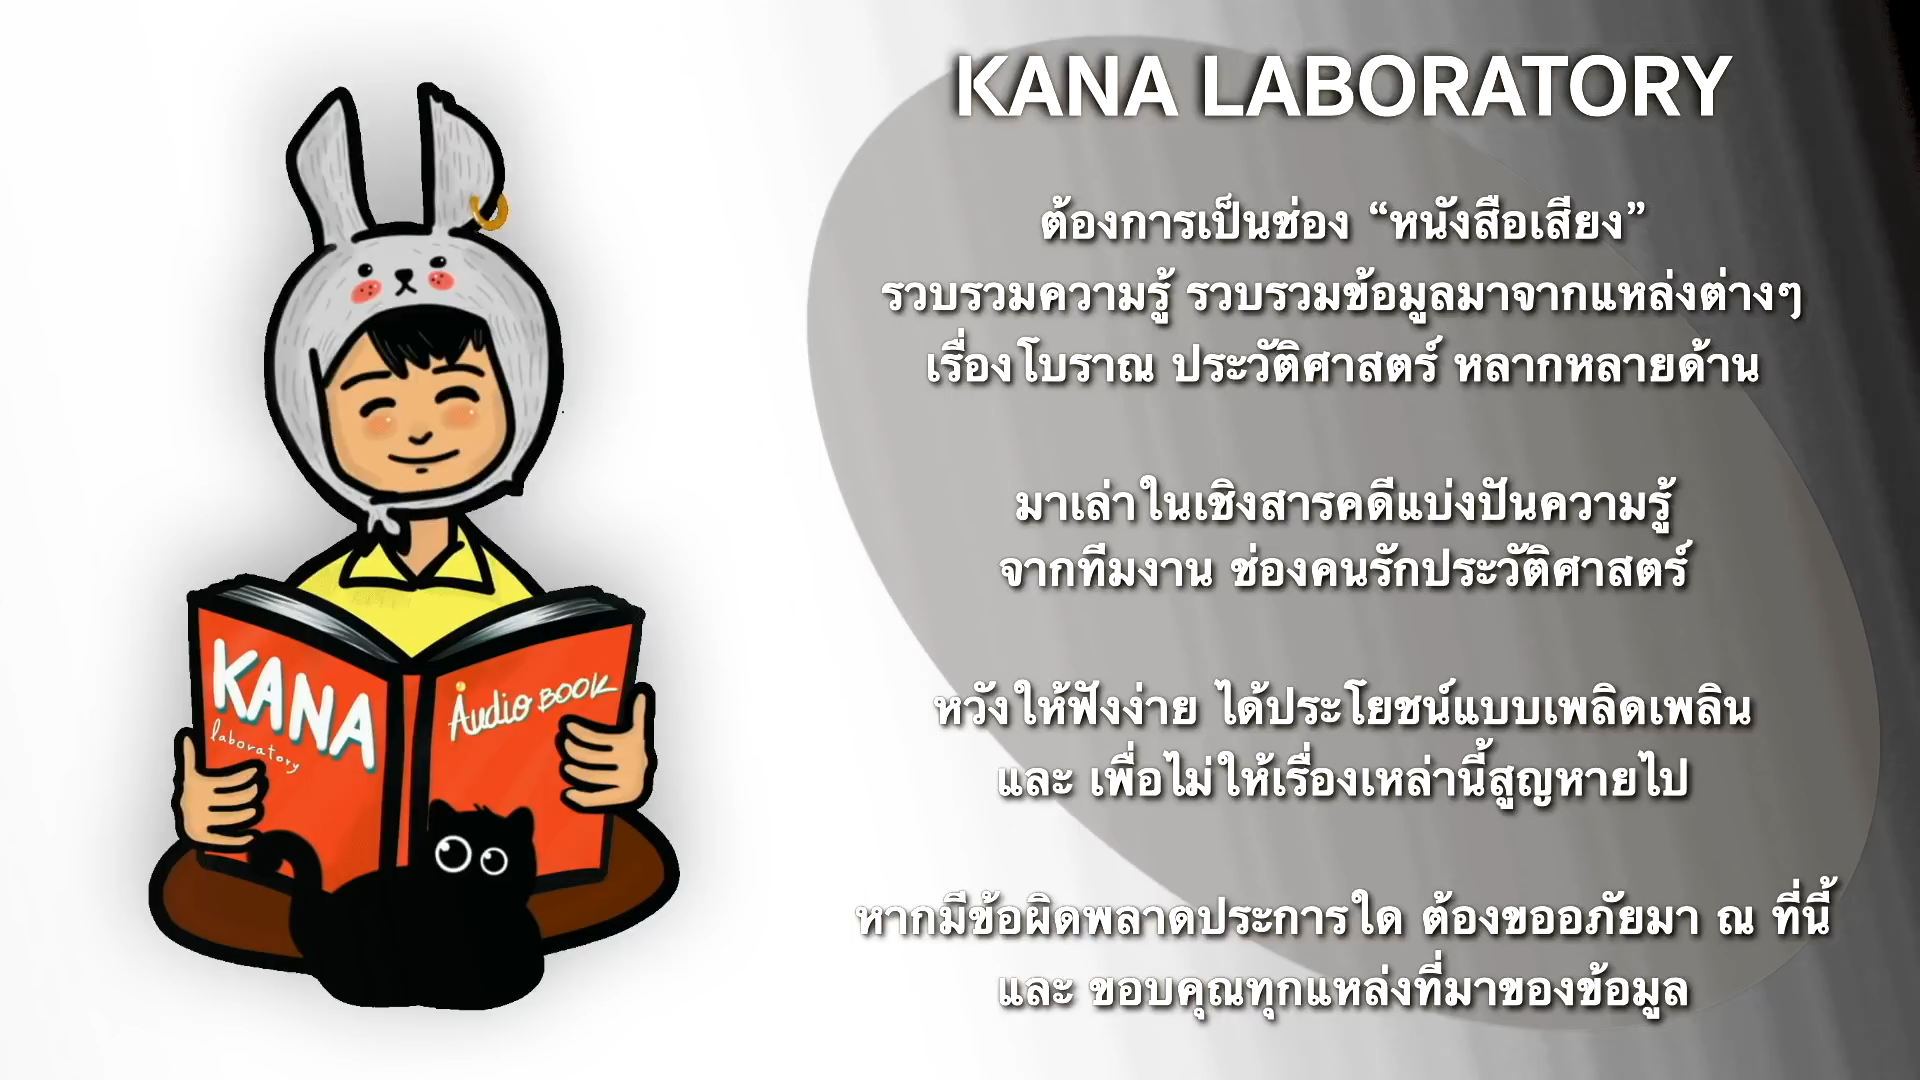 KANA LABORATORY
ต้องการเป็นช่อง “หนังสือเสียง”
รวบรวมความรู้ รวบรวมข้อมูลมาจากแหล่งต่างๆ
เรื่องโบราณ ประวัติศาสตร์ หลากหลายด้าน
มาเล่าในเชิงสารคดีแบ่งปันความรู้
จากทีมงาน ช่องคนรักประวัติศาสตร์
หวังให้ฟังง่าย ได้ประโยชน์แบบเพลิดเพลิน
และ เพื่อไม่ให้เรื่องเหล่านี้สูญหายไป
หากมีข้อผิดพลาดประการใด ต้องขออภัยมา ณ ที่นี้
และ ขอบคุณทุกแหล่งที่มาของข้อมูล
KANA
laboratory
Audio BOOK